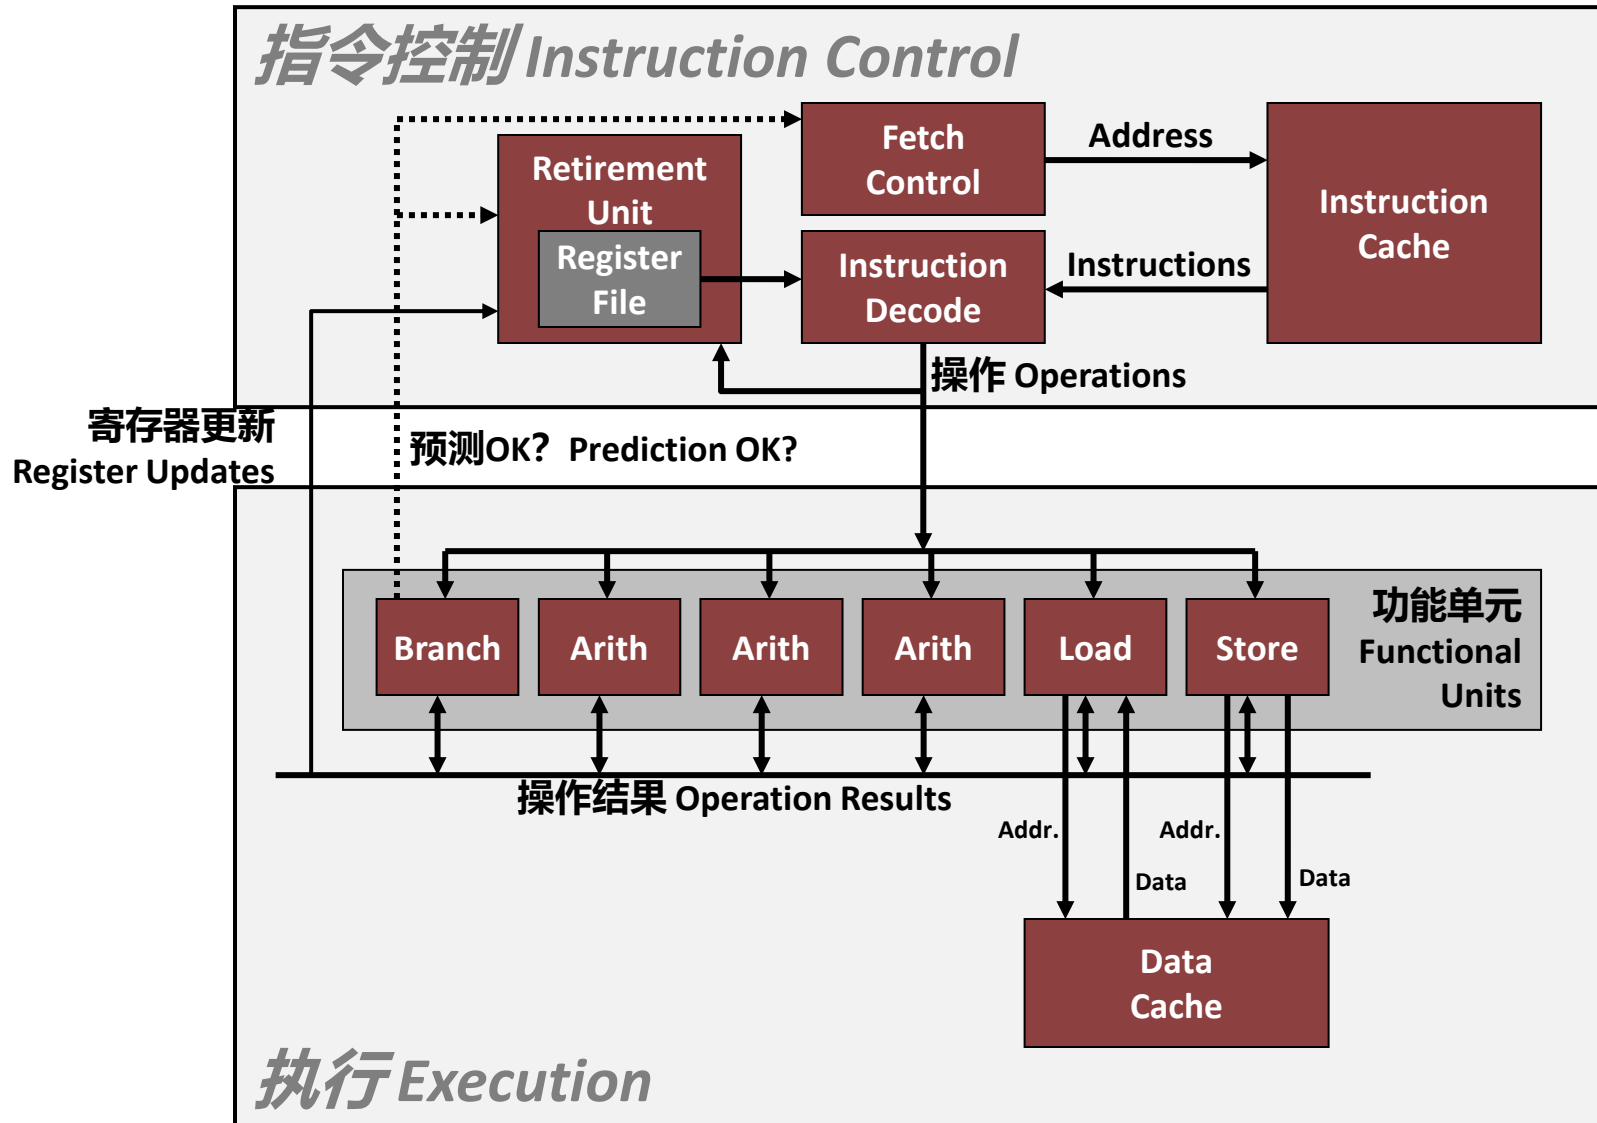 指令控制 Instruction Control
Fetch
Control
Address
Instruction
Cache
Retirement
Unit
Register
File
Instruction
Decode
Instructions
操作 Operations
寄存器更新
Register Updates
预测OK？ Prediction OK?
Branch
Arith
Arith
Arith
Load
Store
功能单元
Functional
Units
操作结果 Operation Results
Addr.
Addr.
Data
Data
Data
Cache
执行 Execution